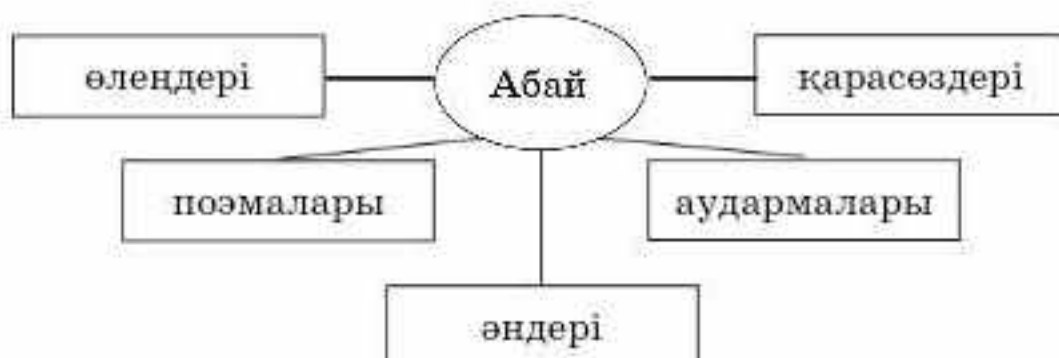 өлеңдері
Абай
қарасөздері
поэмалары
аудармалары
әндері